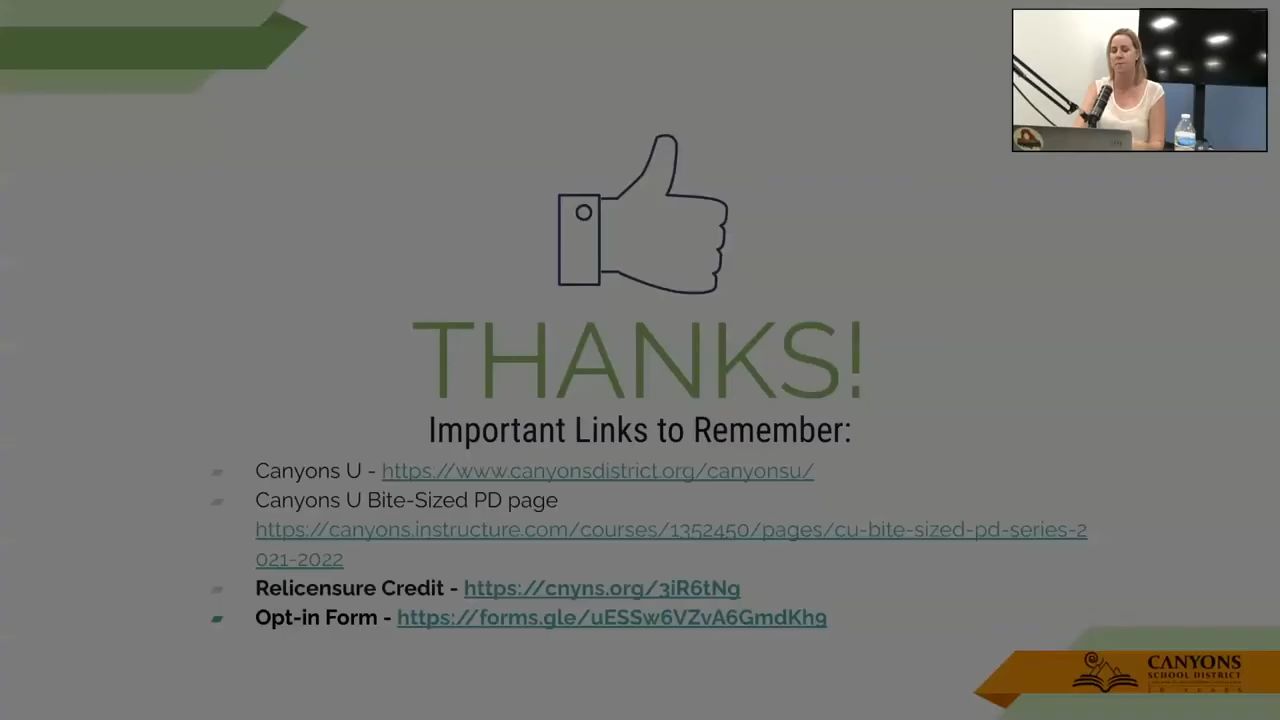 THANKS!
Important Links to Remember:
Canyons U - https://www.canyonsdistrict.org/canyonsu/
Canyons U Bite-Sized PD page
https://canyons.instructure.com/courses/1352450/pages/cu-bite-sized-pd-series-2
021-2022
Relicensure Credit - https://cnyns.org/3iR6tNg
Opt-in Form - https://forms.gle/uESSw6VZvA6GmdKh9
CANYONS
SCHOOL DISTRICT